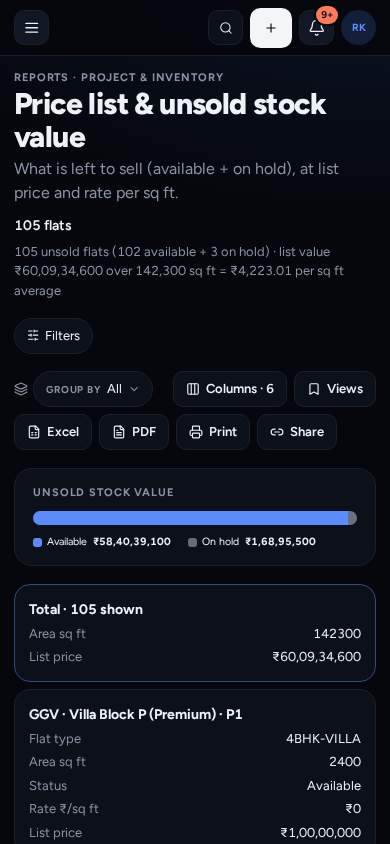 9+
RK
REPORTS · PROJECT & INVENTORY
Price list & unsold stock
value
What is left to sell (available + on hold), at list
price and rate per sq ft.
105 flats
105 unsold flats (102 available + 3 on hold) · list value
₹60,09,34,600 over 142,300 sq ft = ₹4,223.01 per sq ft
average
Filters
GROUP BY All
Columns · 6
Views
Excel
PDF
Print
Share
UNSOLD STOCK VALUE
Available ₹58,40,39,100
On hold ₹1,68,95,500
Total · 105 shown
Area sq ft 142300
List price ₹60,09,34,600
GGV · Villa Block P (Premium) · P1
Flat type 4BHK-VILLA
Area sq ft 2400
Status Available
Rate ₹/sq ft ₹0
List price ₹1,00,00,000